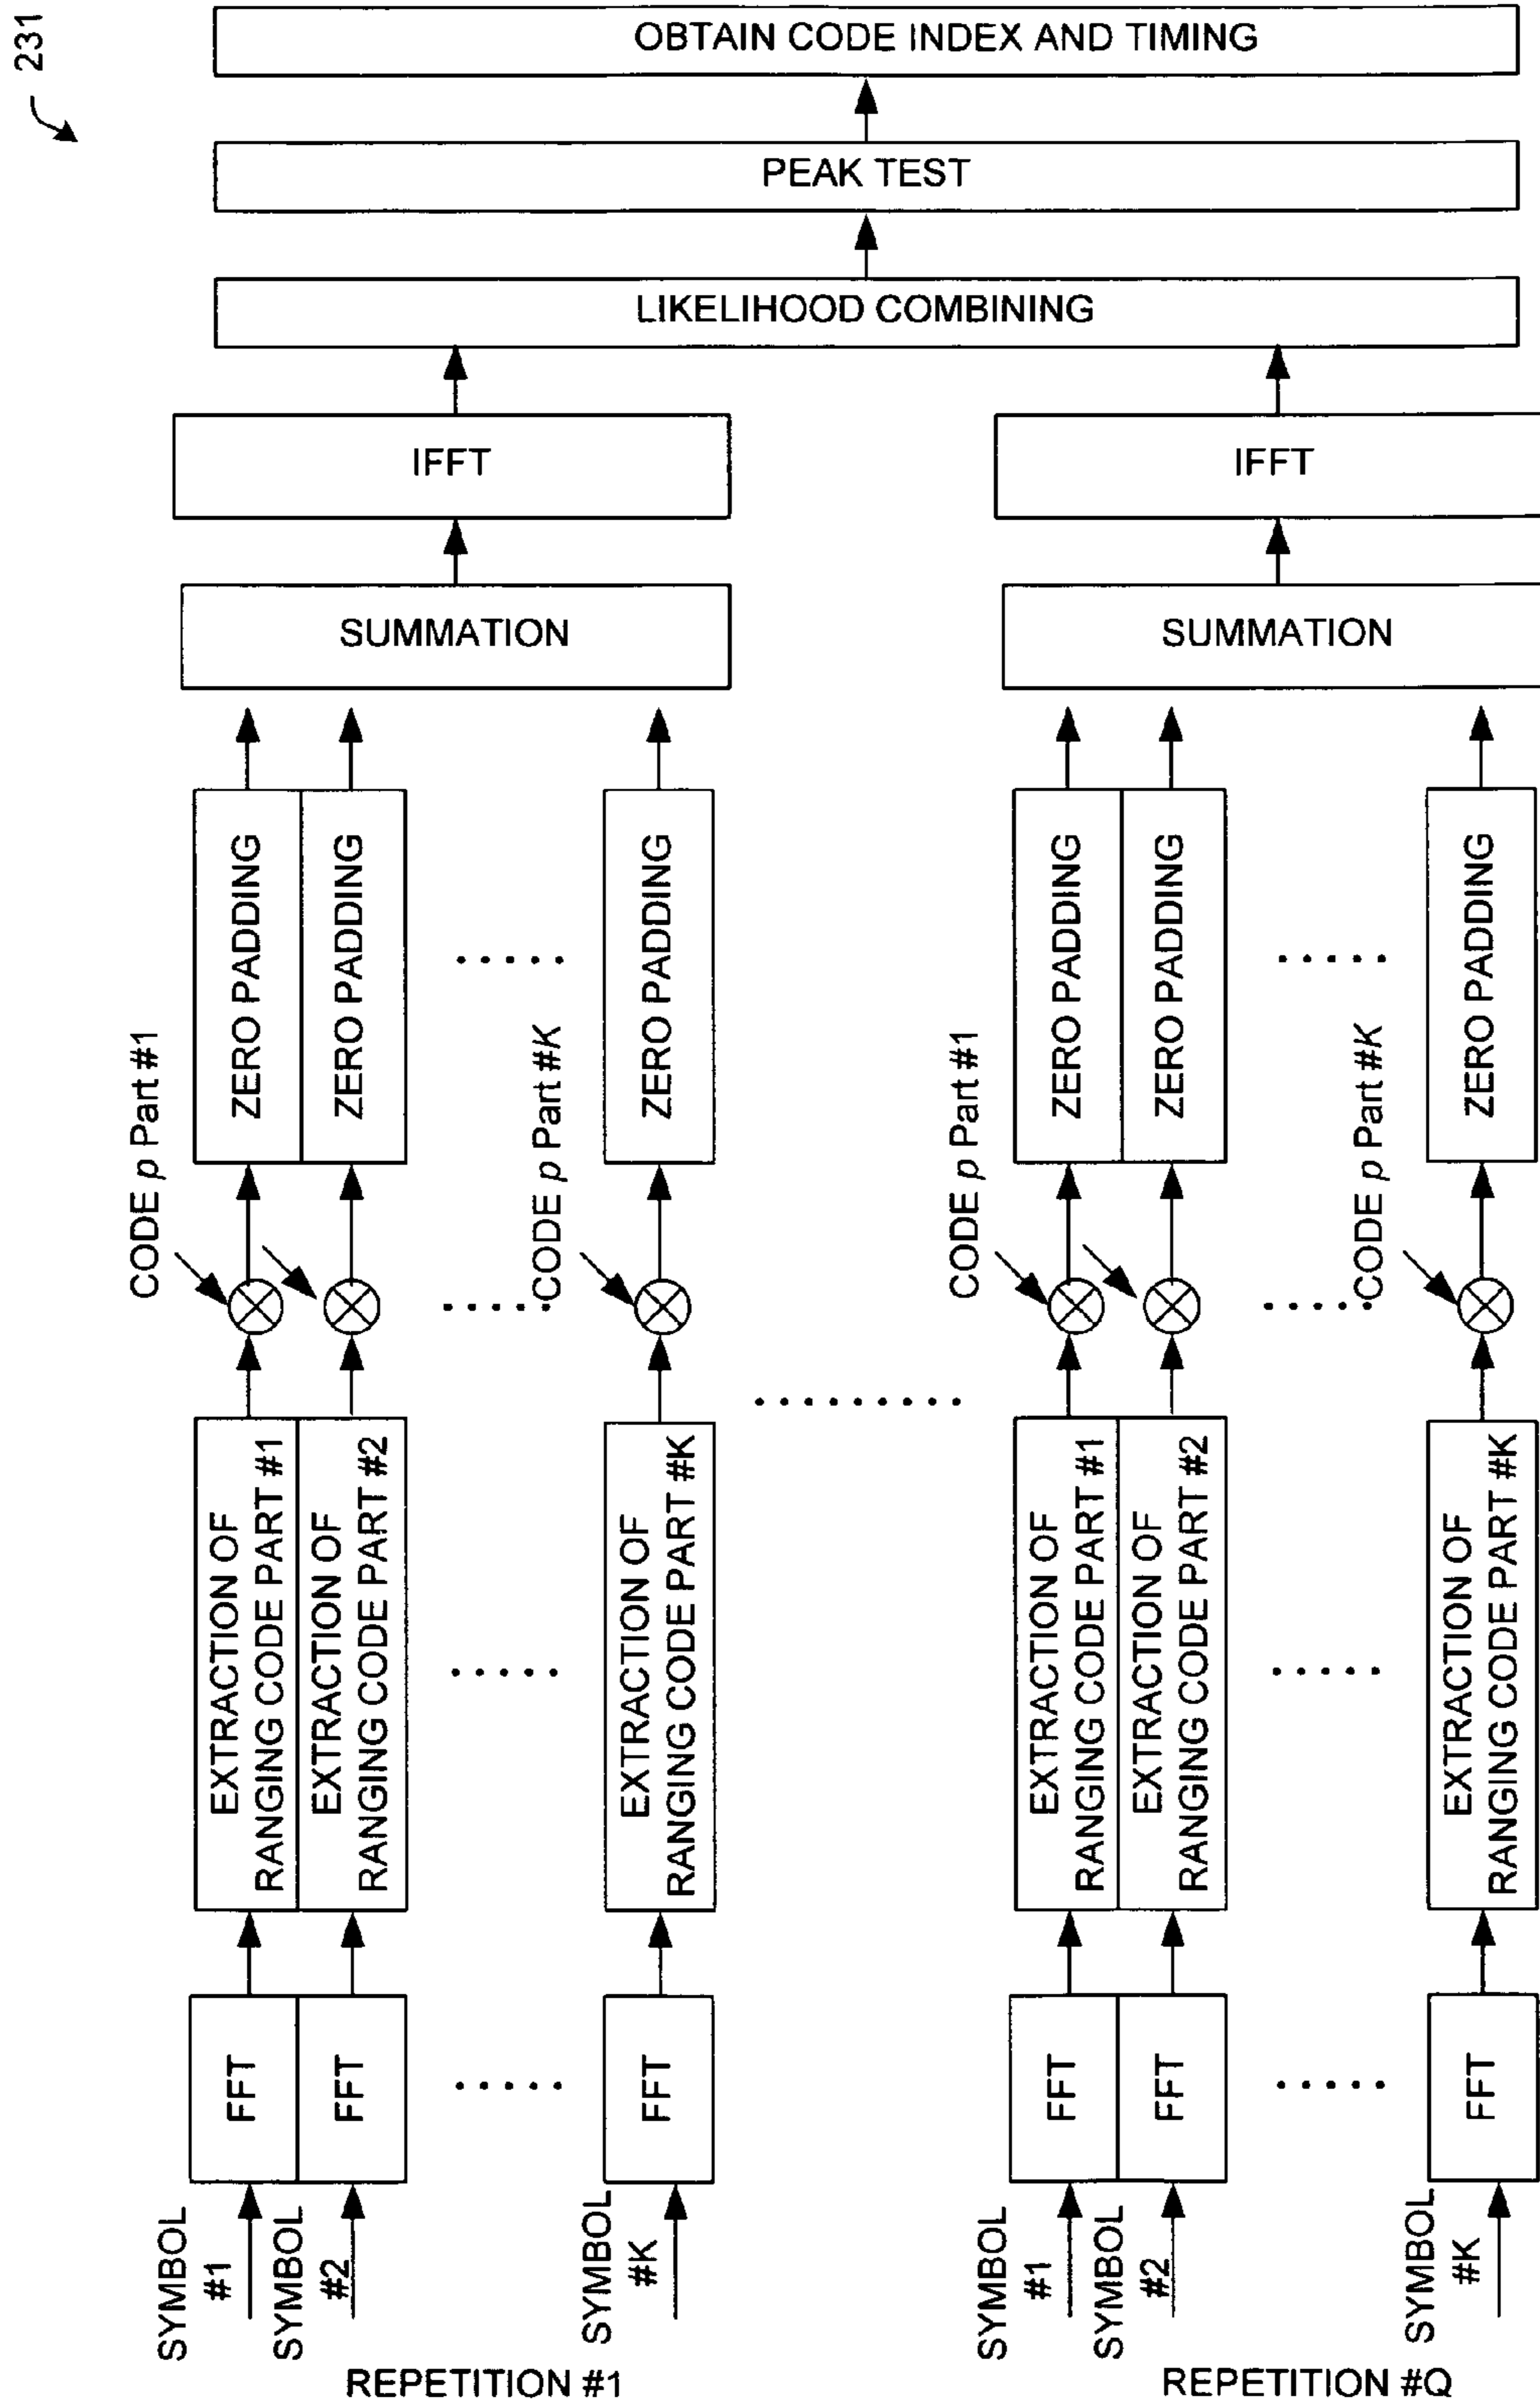 231
OBTAIN CODE INDEX AND TIMING
PEAK TEST
LIKELIHOOD COMBINING
IFFT
IFFT
SUMMATION
SUMMATION
ZERO PADDING
ZERO PADDING
ZERO PADDING
ZERO PADDING
ZERO PADDING
ZERO PADDING
CODE p Part #1
CODE p Part #K
CODE p Part #1
CODE p Part #K
EXTRACTION OF
RANGING CODE PART #1
EXTRACTION OF
RANGING CODE PART #2
EXTRACTION OF
RANGING CODE PART #K
EXTRACTION OF
RANGING CODE PART #1
EXTRACTION OF
RANGING CODE PART #2
EXTRACTION OF
RANGING CODE PART #K
FFT
FFT
FFT
FFT
FFT
FFT
SYMBOL
#1
SYMBOL
#2
SYMBOL
#K
SYMBOL
#1
SYMBOL
#2
SYMBOL
#K
REPETITION #1
REPETITION #Q